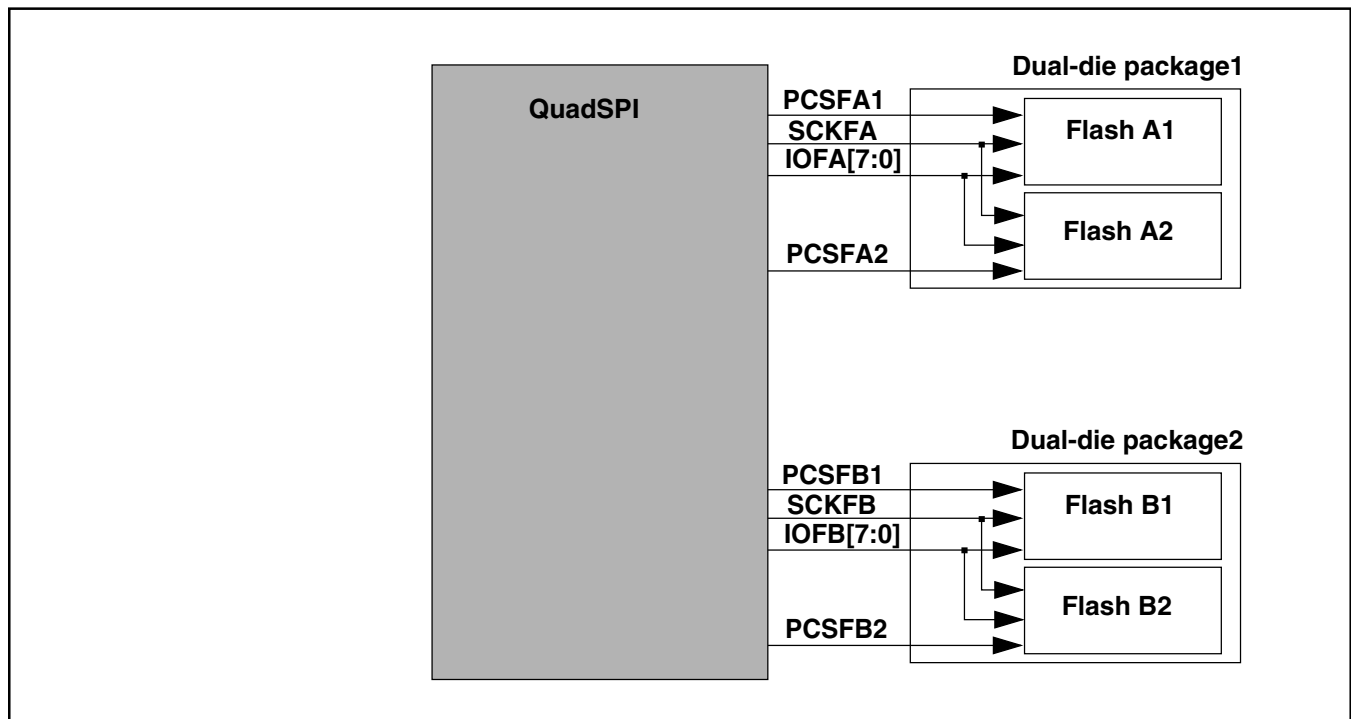 QuadSPI
Dual-die package1
PCSFA1
SCKFA
IOFA[7:0]
PCSFA2
Flash A1
Flash A2
Dual-die package2
PCSFB1
SCKFB
IOFB[7:0]
PCSFB2
Flash B1
Flash B2